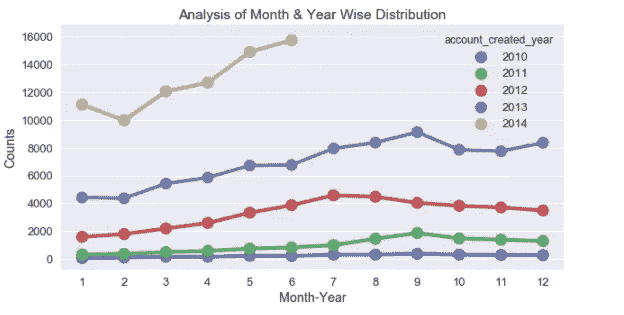 Analysis of Month & Year Wise Distribution
account_created_year
2010
2011
2012
2013
2014
16000
14000
12000
10000
8000
6000
4000
2000
0
Counts
1 2 3 4 5 6 7 8 9 10 11 12
Month-Year